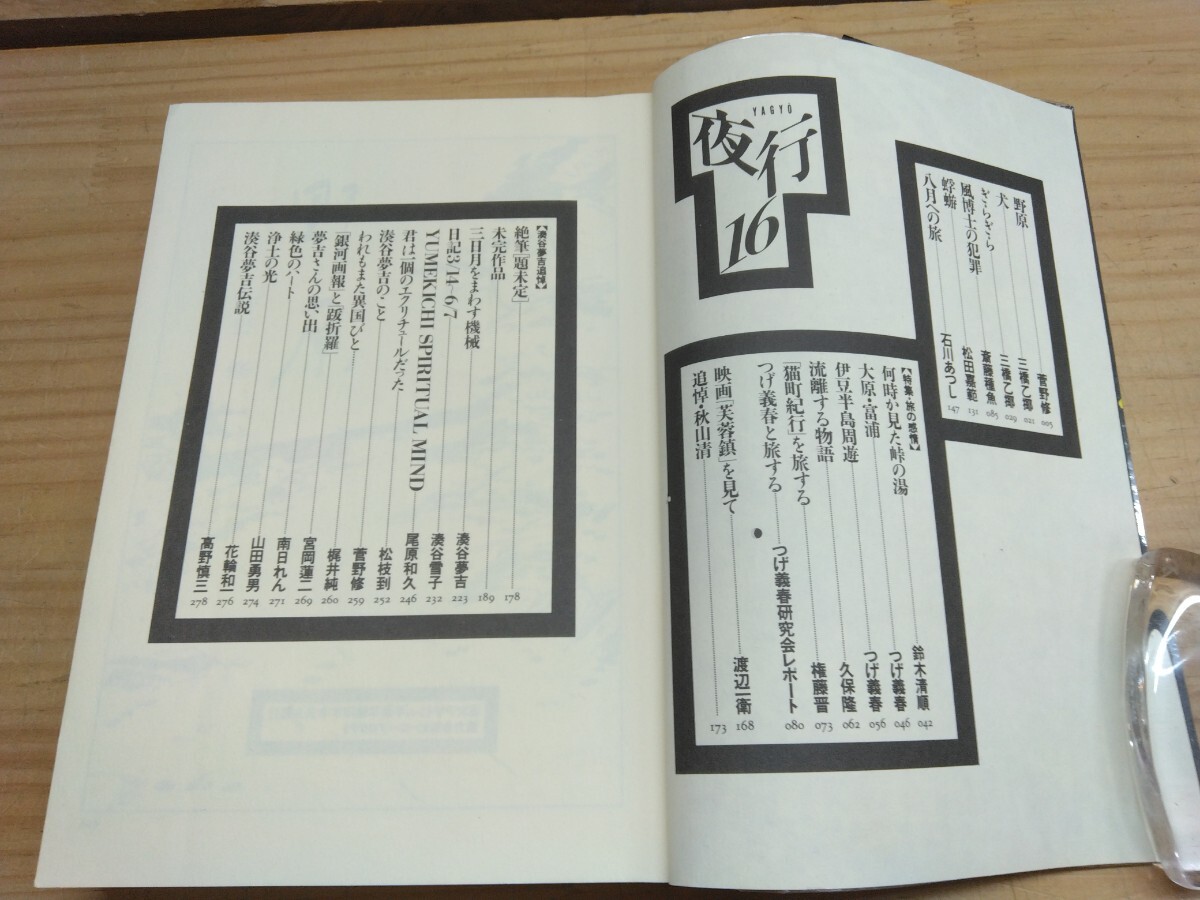 夜行
YAGYŌ
16
野原 菅野修 005
犬 三橋乙揶 021
ぎらぎら 三橋乙揶 029
風博士の犯罪 斎藤種魚 085
蜉蝣 松田嘉範 131
八月への旅 石川あつし 147
【特集・旅の感情】
何時か見た峠の湯 鈴木清順 042
大原・富浦 つげ義春 046
伊豆半島周遊 つげ義春 056
流離する物語 久保隆 062
「猫町紀行」を旅する 権藤晋 073
つげ義春と旅する つげ義春研究会レポート 080
映画「芙蓉鎮」を見て 渡辺一衛 168
追悼・秋山清 173
【湊谷夢吉追悼】
絶筆「題未定」 178
未完作品 189
三日月をまわす機械 湊谷夢吉 223
日記3/14〜6/7 湊谷雪子 232
YUMEKICHI SPIRITUAL MIND 尾原和久 246
君は一個のエクリチュールだった 松枝到 252
湊谷夢吉のこと 菅野修 259
われもまた異国びと…… 梶井純 260
「銀河画報」と「跋折羅」 宮岡蓮二 269
夢吉さんの思い出 南日れん 271
緑色のハート 山田勇男 274
浄土の光 花輪和一 276
湊谷夢吉伝説 高野慎三 278